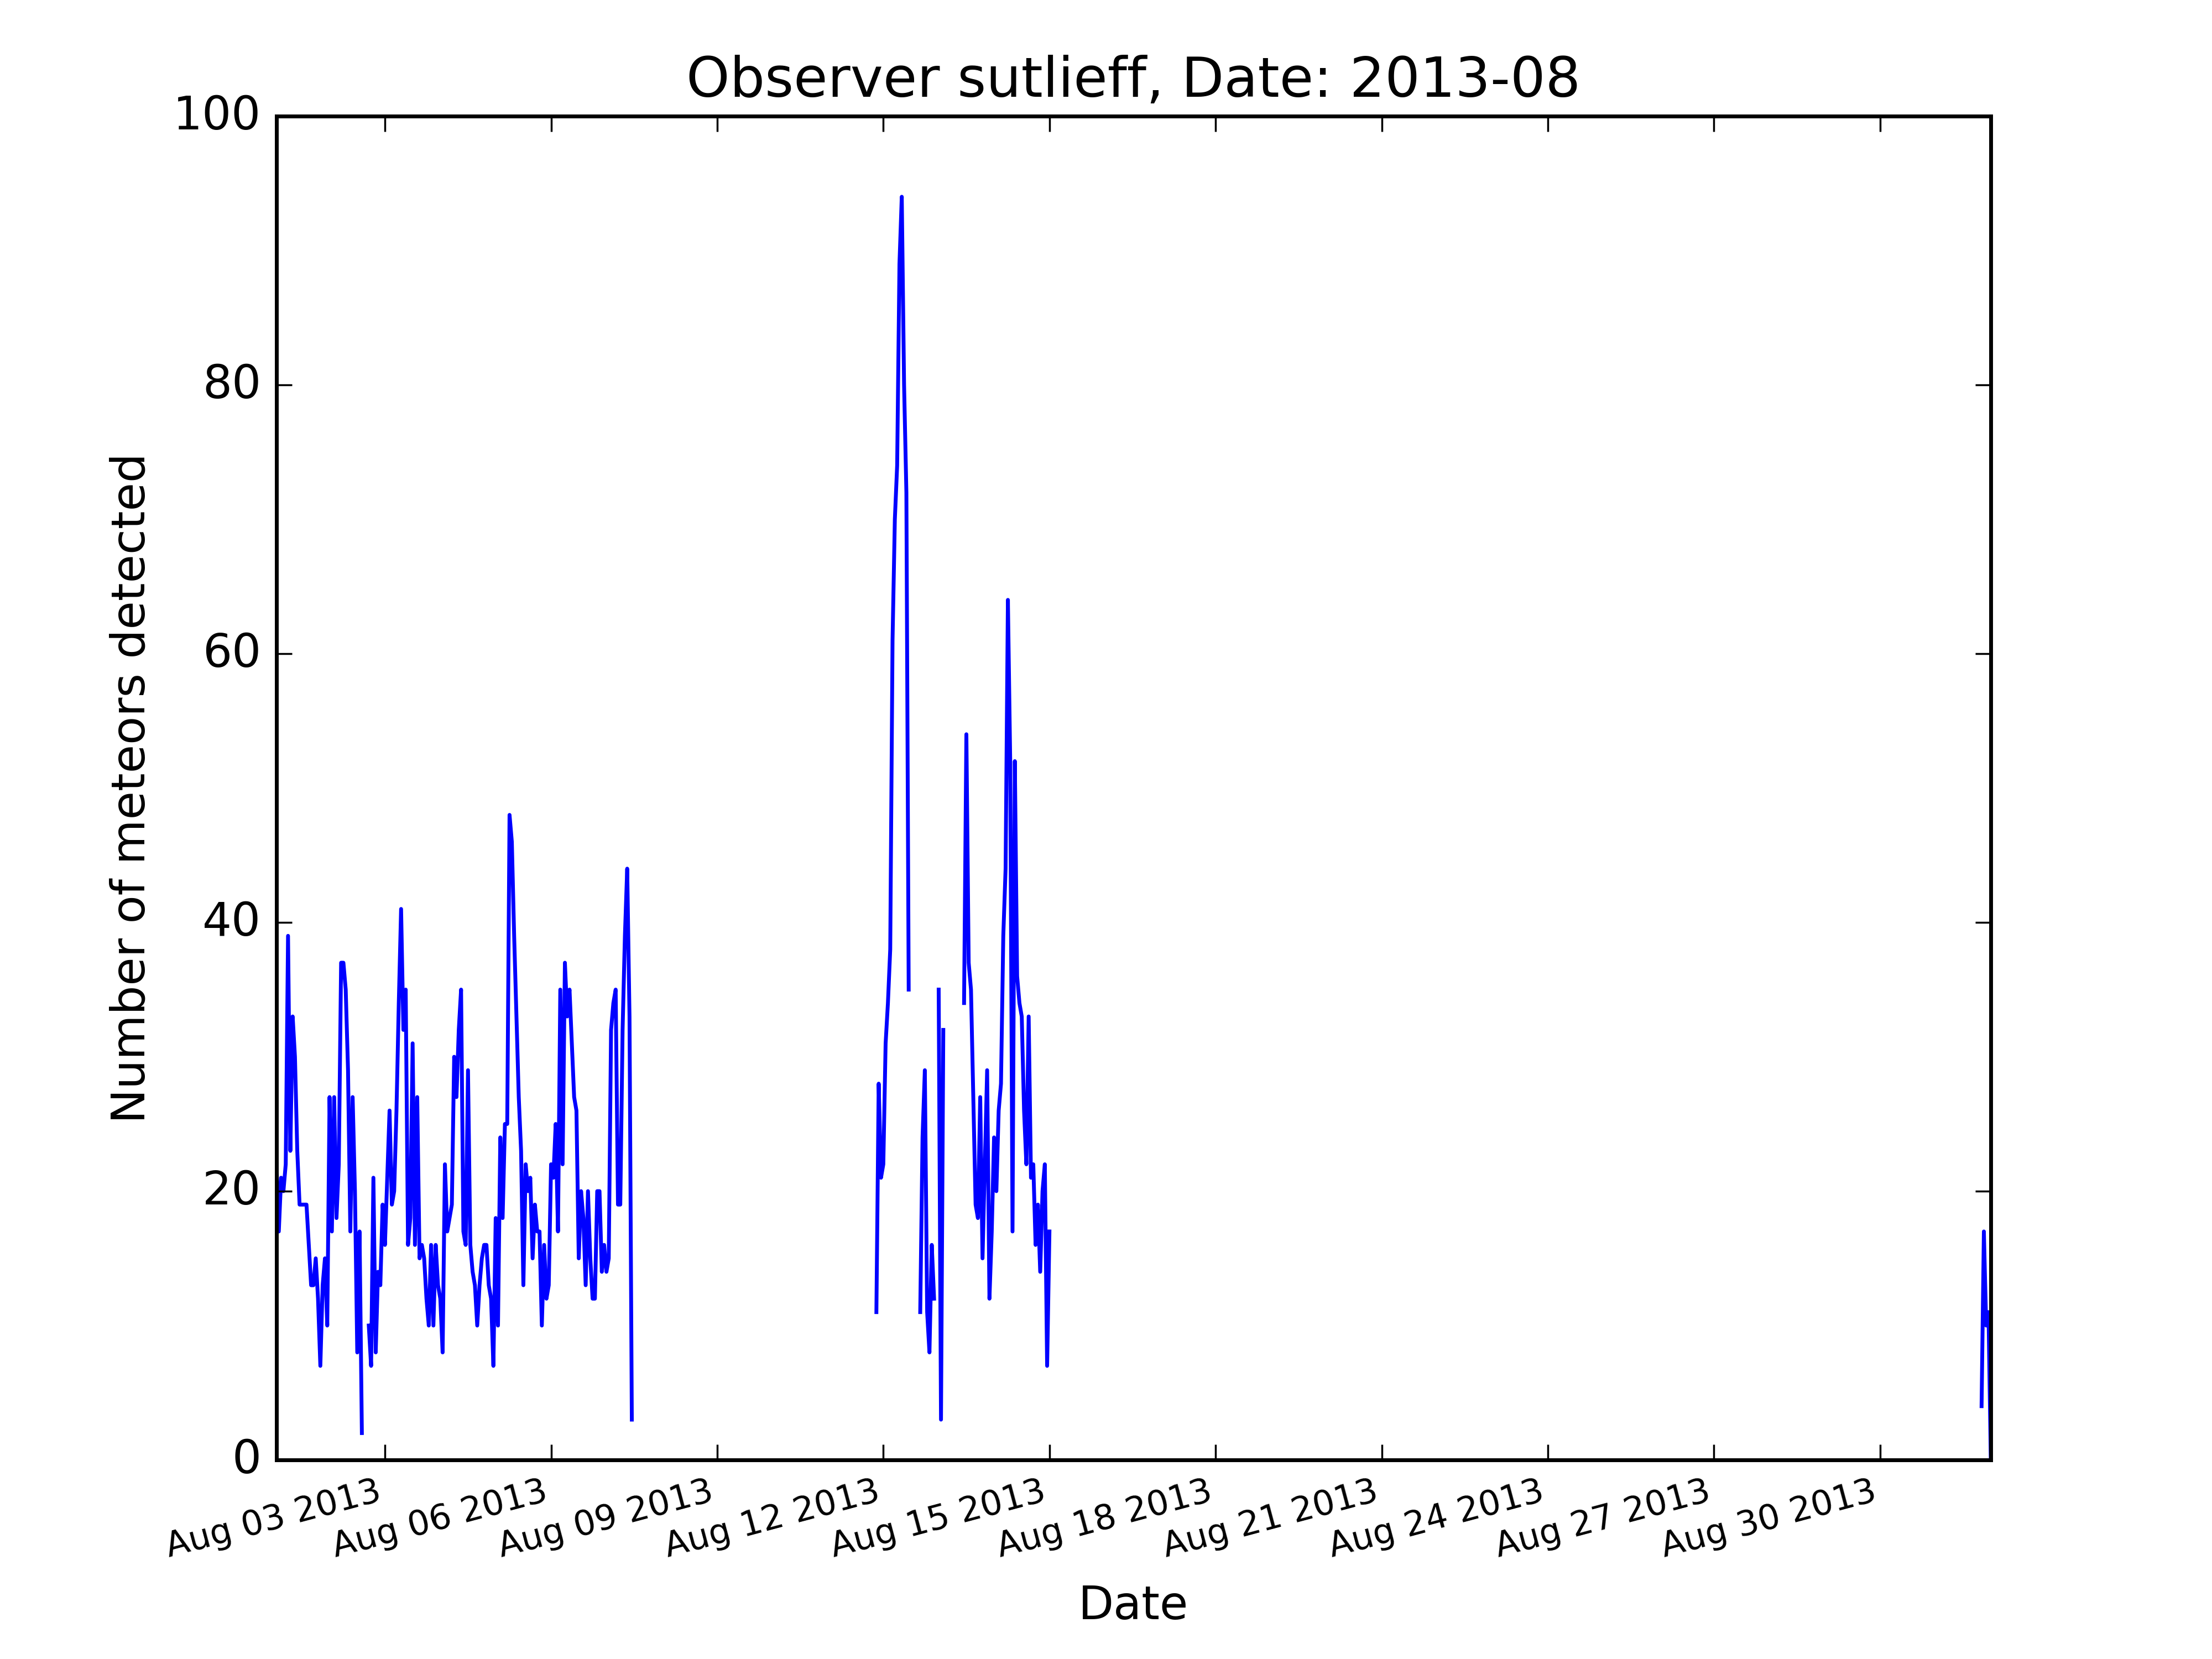 Observer sutlieff, Date: 2013-08
100
80
60
40
20
0
Number of meteors detected
Aug 03 2013
Aug 06 2013
Aug 09 2013
Aug 12 2013
Aug 15 2013
Aug 18 2013
Aug 21 2013
Aug 24 2013
Aug 27 2013
Aug 30 2013
Date